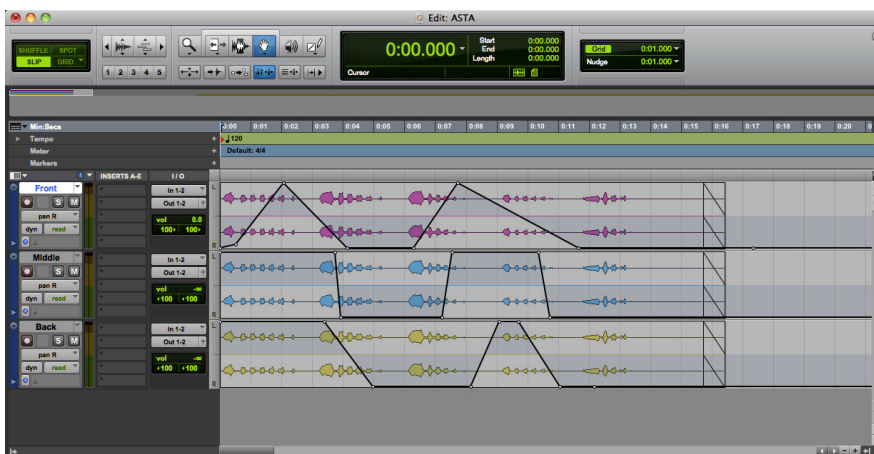 Edit: ASTA
SHUFFLE SPOT
SLIP GRID
1 2 3 4 5
0:00.000
Start 0:00.000
End 0:00.000
Length 0:00.000
Cursor
Grid 0:01.000
Nudge 0:01.000
Min:Secs 0:00 0:01 0:02 0:03 0:04 0:05 0:06 0:07 0:08 0:09 0:10 0:11 0:12 0:13 0:14 0:15 0:16 0:17 0:18 0:19 0:20
Tempo 120
Meter Default: 4/4
Markers
INSERTS A-E I / O
Front In 1-2 L
S M Out 1-2
pan R vol 0.0
dyn read 100 100
R
Middle In 1-2 L
S M Out 1-2
pan R vol -∞
dyn read 100 100
R
Back In 1-2 L
S M Out 1-2
pan R vol -∞
dyn read 100 100
R